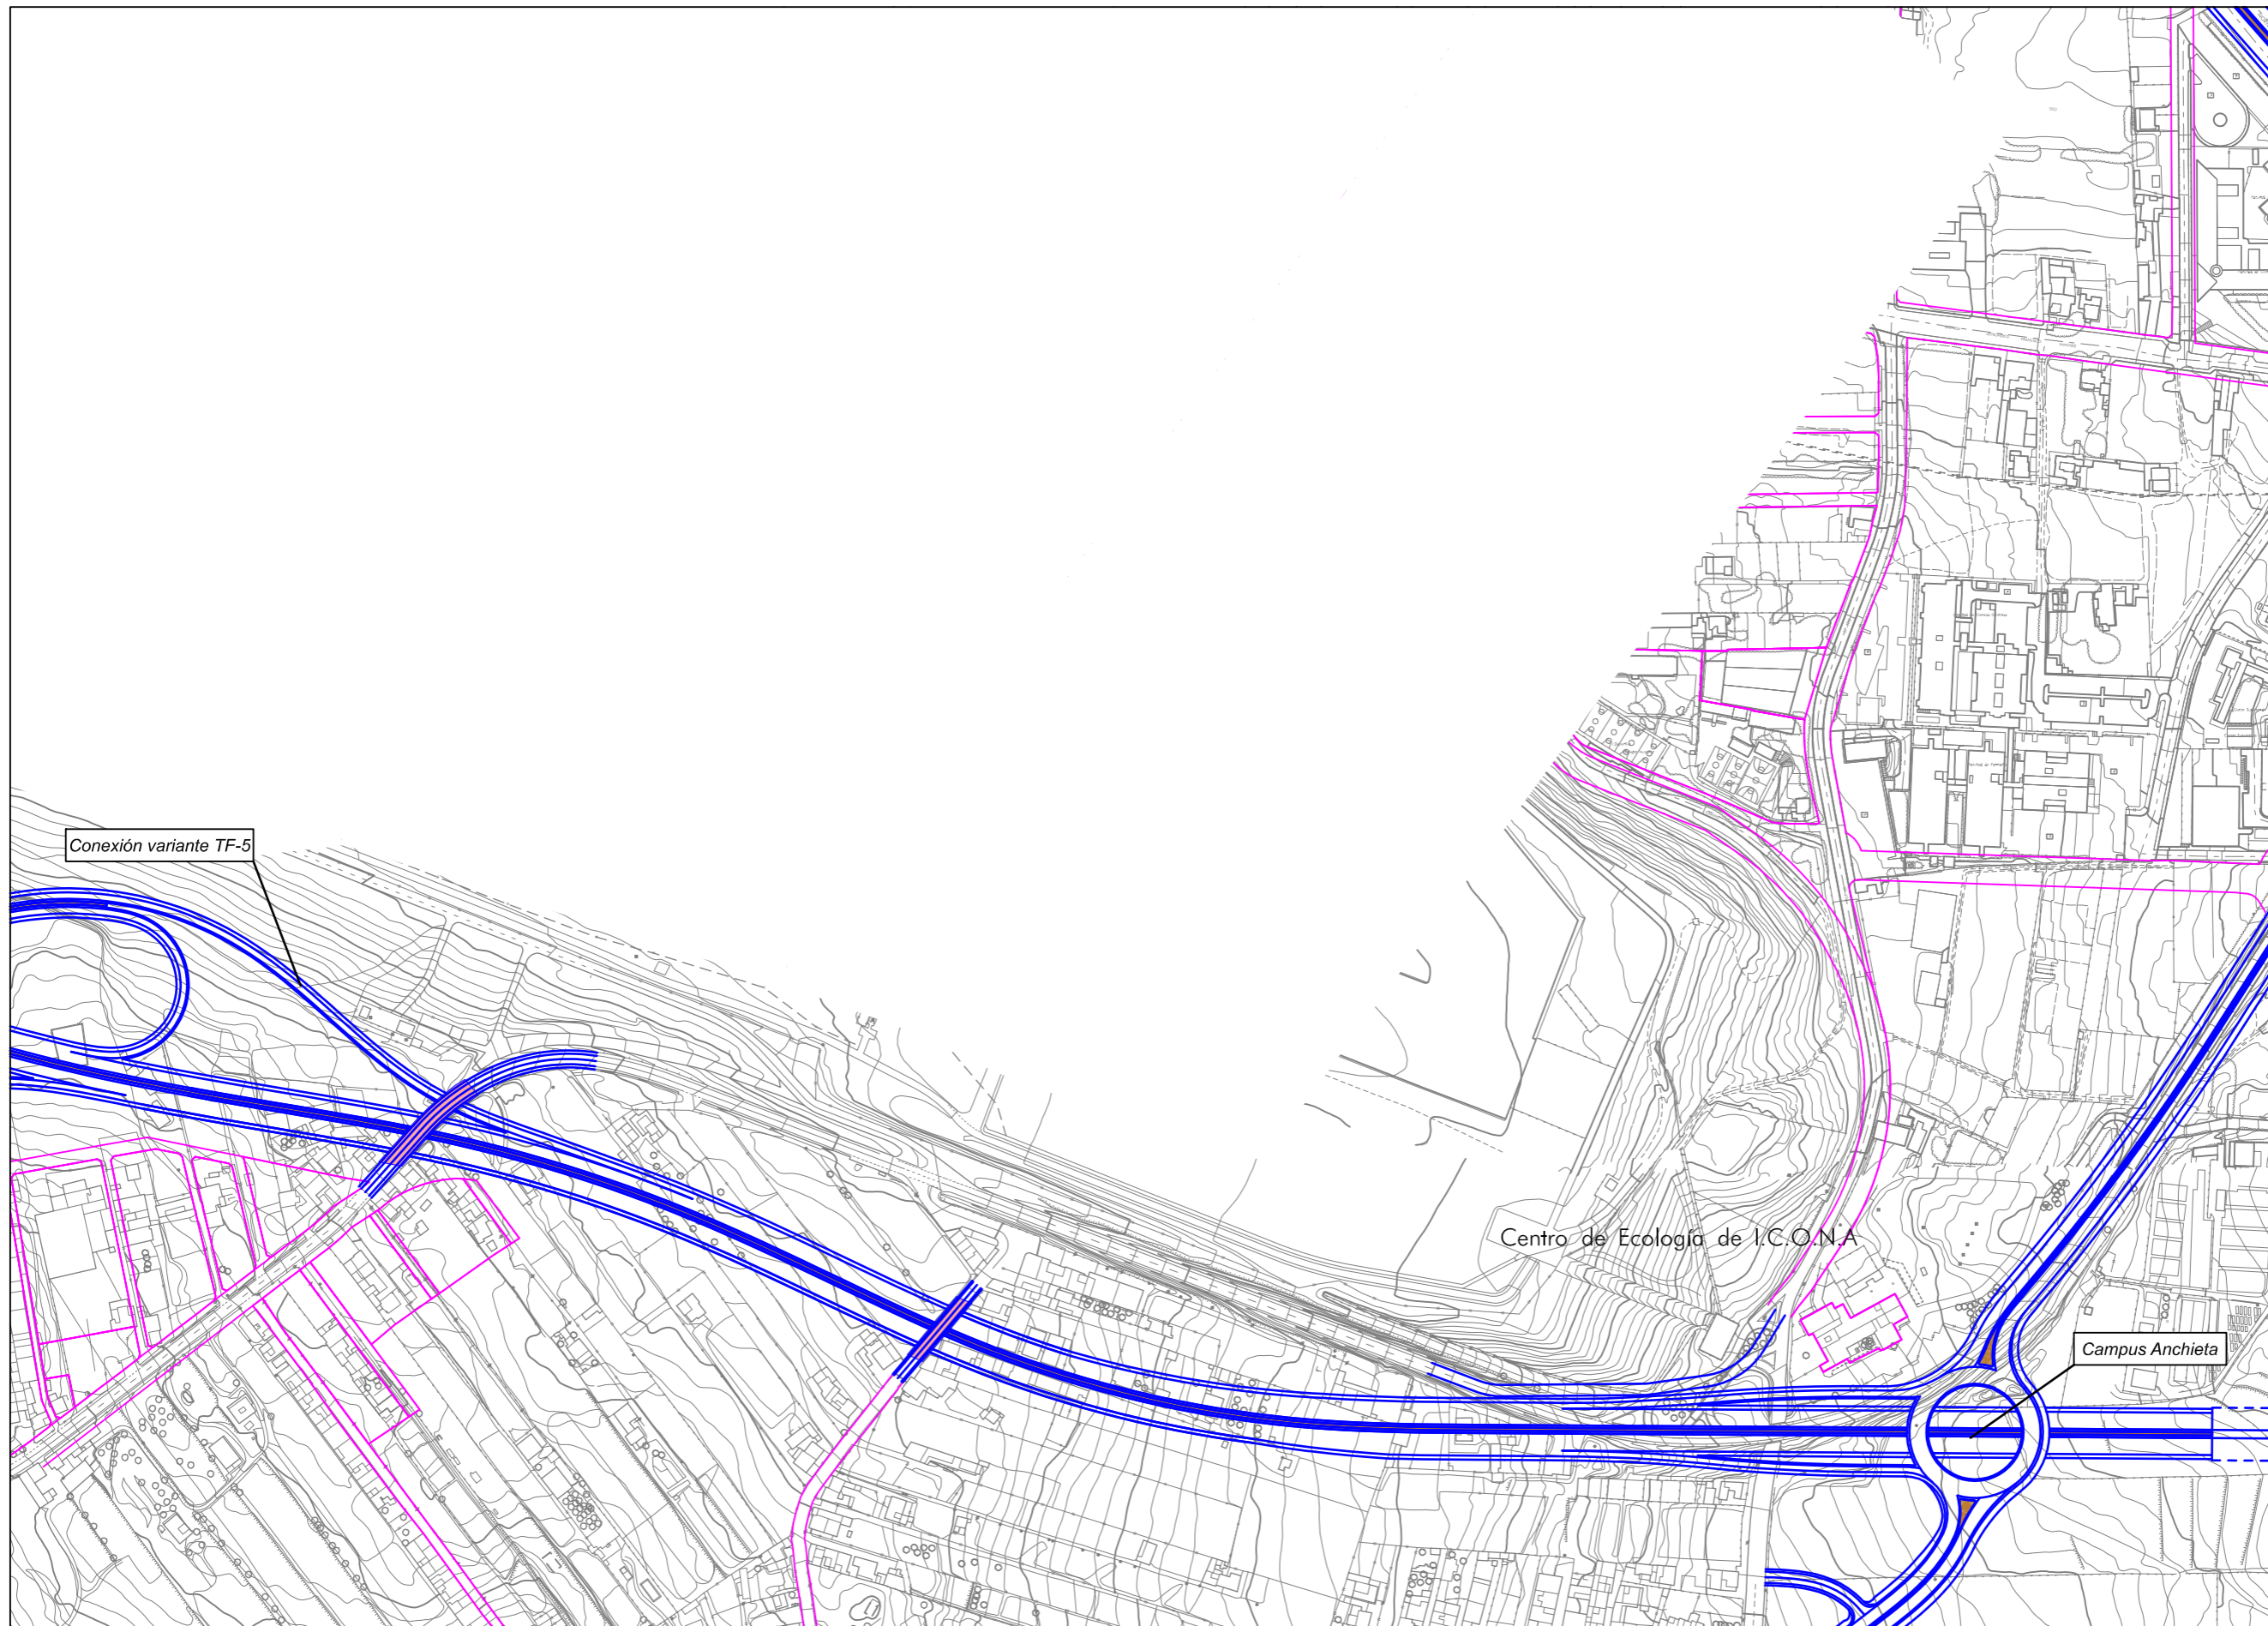 Conexión variante TF-5
Centro de Ecología de I.C.O.N.A
Campus Anchieta